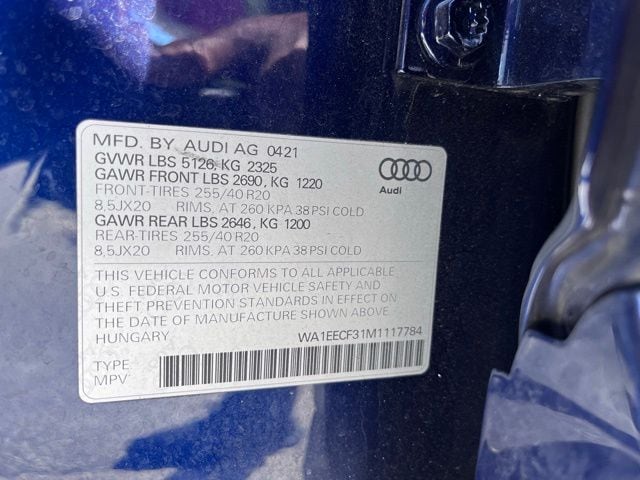 MFD. BY AUDI AG 0421
GVWR LBS 5126, KG 2325
GAWR FRONT LBS 2690, KG 1220
FRONT-TIRES 255/40 R20
8,5JX20 RIMS, AT 260 KPA 38 PSI COLD
GAWR REAR LBS 2646, KG 1200
REAR-TIRES 255/40 R20
8,5JX20 RIMS, AT 260 KPA 38 PSI COLD
Audi
THIS VEHICLE CONFORMS TO ALL APPLICABLE
U.S. FEDERAL MOTOR VEHICLE SAFETY AND
THEFT PREVENTION STANDARDS IN EFFECT ON
THE DATE OF MANUFACTURE SHOWN ABOVE
HUNGARY WA1EECF31M1117784
TYPE:
MPV